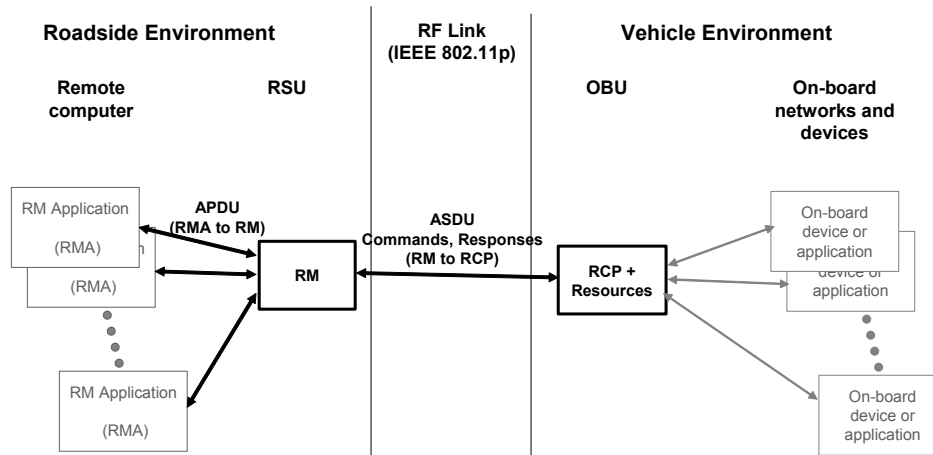 Roadside Environment
RF Link
(IEEE 802.11p)
Vehicle Environment
Remote
computer
RSU
OBU
On-board
networks and
devices
RM Application
(RMA)
(RMA)
APDU
(RMA to RM)
RM
ASDU
Commands, Responses
(RM to RCP)
RCP +
Resources
On-board
device or
application
device or
application
RM Application
(RMA)
On-board
device or
application